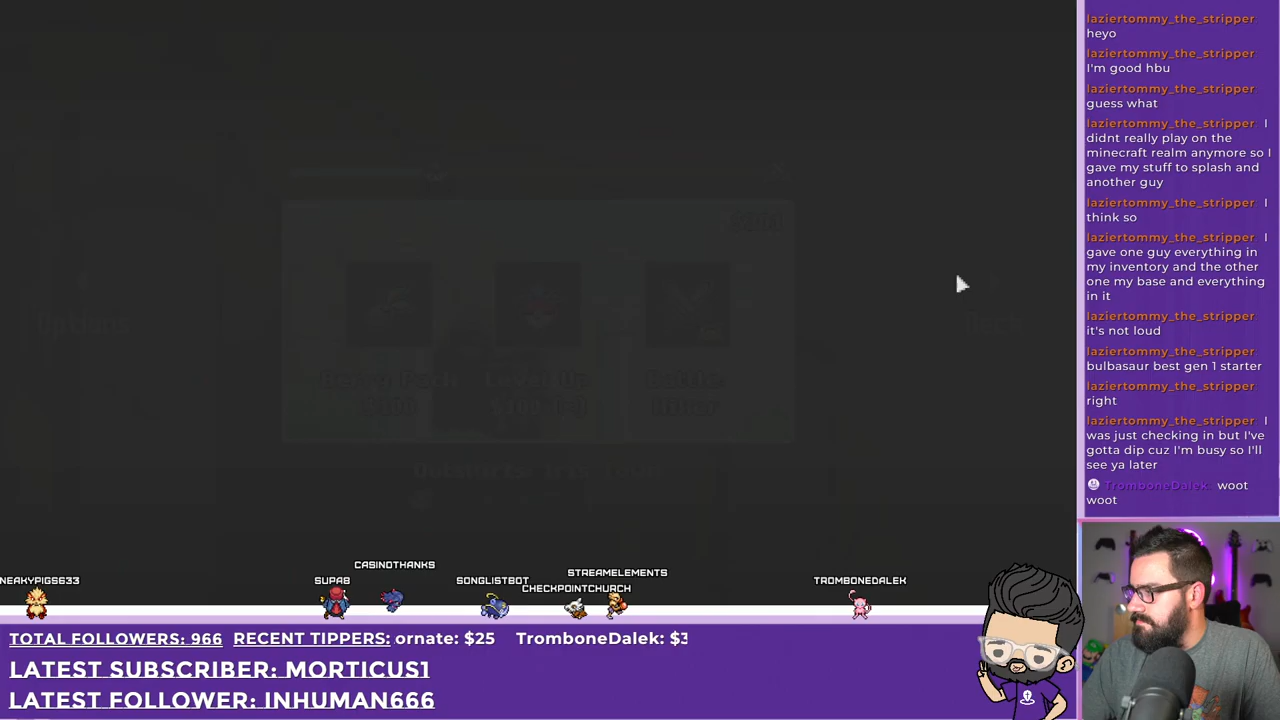 laziertommy_the_stripper:
heyo
laziertommy_the_stripper:
I'm good hbu
laziertommy_the_stripper:
guess what
laziertommy_the_stripper: I
didnt really play on the
minecraft realm anymore so I
gave my stuff to splash and
another guy
laziertommy_the_stripper: I
think so
laziertommy_the_stripper: I
gave one guy everything in
my inventory and the other
one my base and everything
in it
laziertommy_the_stripper:
it's not loud
laziertommy_the_stripper:
bulbasaur best gen 1 starter
laziertommy_the_stripper:
right
laziertommy_the_stripper: I
was just checking in but I've
gotta dip cuz I'm busy so I'll
see ya later
TromboneDalek: woot
woot
Options
NEAKYPIGS633
SUPAB
CASINOTHANKS
SONGLISTBOT
CHECKPOINTCHURCH
STREAMELEMENTS
TROMBONEDALEK
TOTAL FOLLOWERS: 966 RECENT TIPPERS: ornate: $25 TromboneDalek: $3
LATEST SUBSCRIBER: MORTICUS1
LATEST FOLLOWER: INHUMAN666